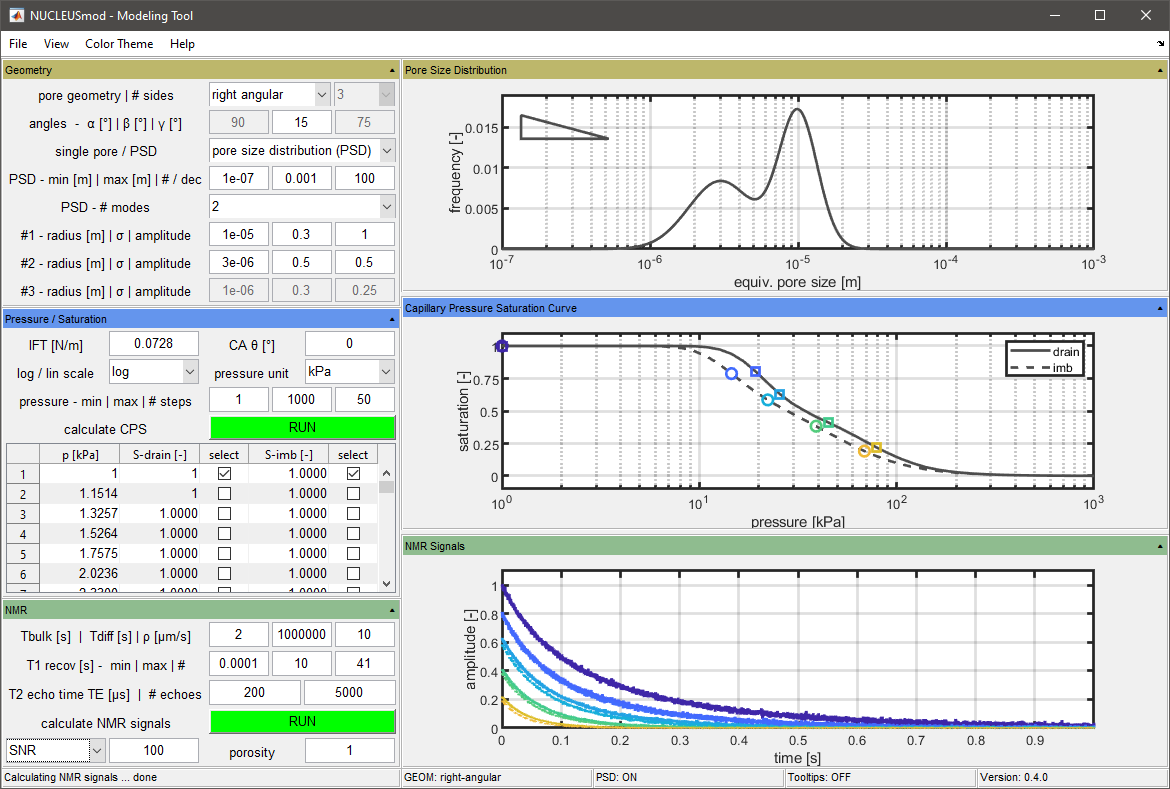 NUCLEUSmod - Modeling Tool
File View Color Theme Help
Geometry
pore geometry | # sides right angular 3
angles - α [°] | β [°] | γ [°] 90 15 75
single pore / PSD pore size distribution (PSD)
PSD - min [m] | max [m] | # / dec 1e-07 0.001 100
PSD - # modes 2
#1 - radius [m] | σ | amplitude 1e-05 0.3 1
#2 - radius [m] | σ | amplitude 3e-06 0.5 0.5
#3 - radius [m] | σ | amplitude 1e-06 0.3 0.25
Pressure / Saturation
IFT [N/m] 0.0728 CA θ [°] 0
log / lin scale log pressure unit kPa
pressure - min | max | # steps 1 1000 50
calculate CPS RUN
p [kPa] S-drain [-] select S-imb [-] select
1 1 1 1.0000
2 1.1514 1 1.0000
3 1.3257 1.0000 1.0000
4 1.5264 1.0000 1.0000
5 1.7575 1.0000 1.0000
6 2.0236 1.0000 1.0000
NMR
Tbulk [s] | Tdiff [s] | ρ [µm/s] 2 1000000 10
T1 recov [s] - min | max | # 0.0001 10 41
T2 echo time TE [µs] | # echoes 200 5000
calculate NMR signals RUN
SNR 100 porosity 1
Pore Size Distribution
frequency [-]
0.015
0.01
0.005
0
10-7 10-6 10-5 10-4 10-3
equiv. pore size [m]
Capillary Pressure Saturation Curve
saturation [-]
1
0.75
0.5
0.25
0
drain
imb
100 101 102 103
pressure [kPa]
NMR Signals
amplitude [-]
1
0.8
0.6
0.4
0.2
0 0.1 0.2 0.3 0.4 0.5 0.6 0.7 0.8 0.9
time [s]
Calculating NMR signals ... done GEOM: right-angular PSD: ON Tooltips: OFF Version: 0.4.0